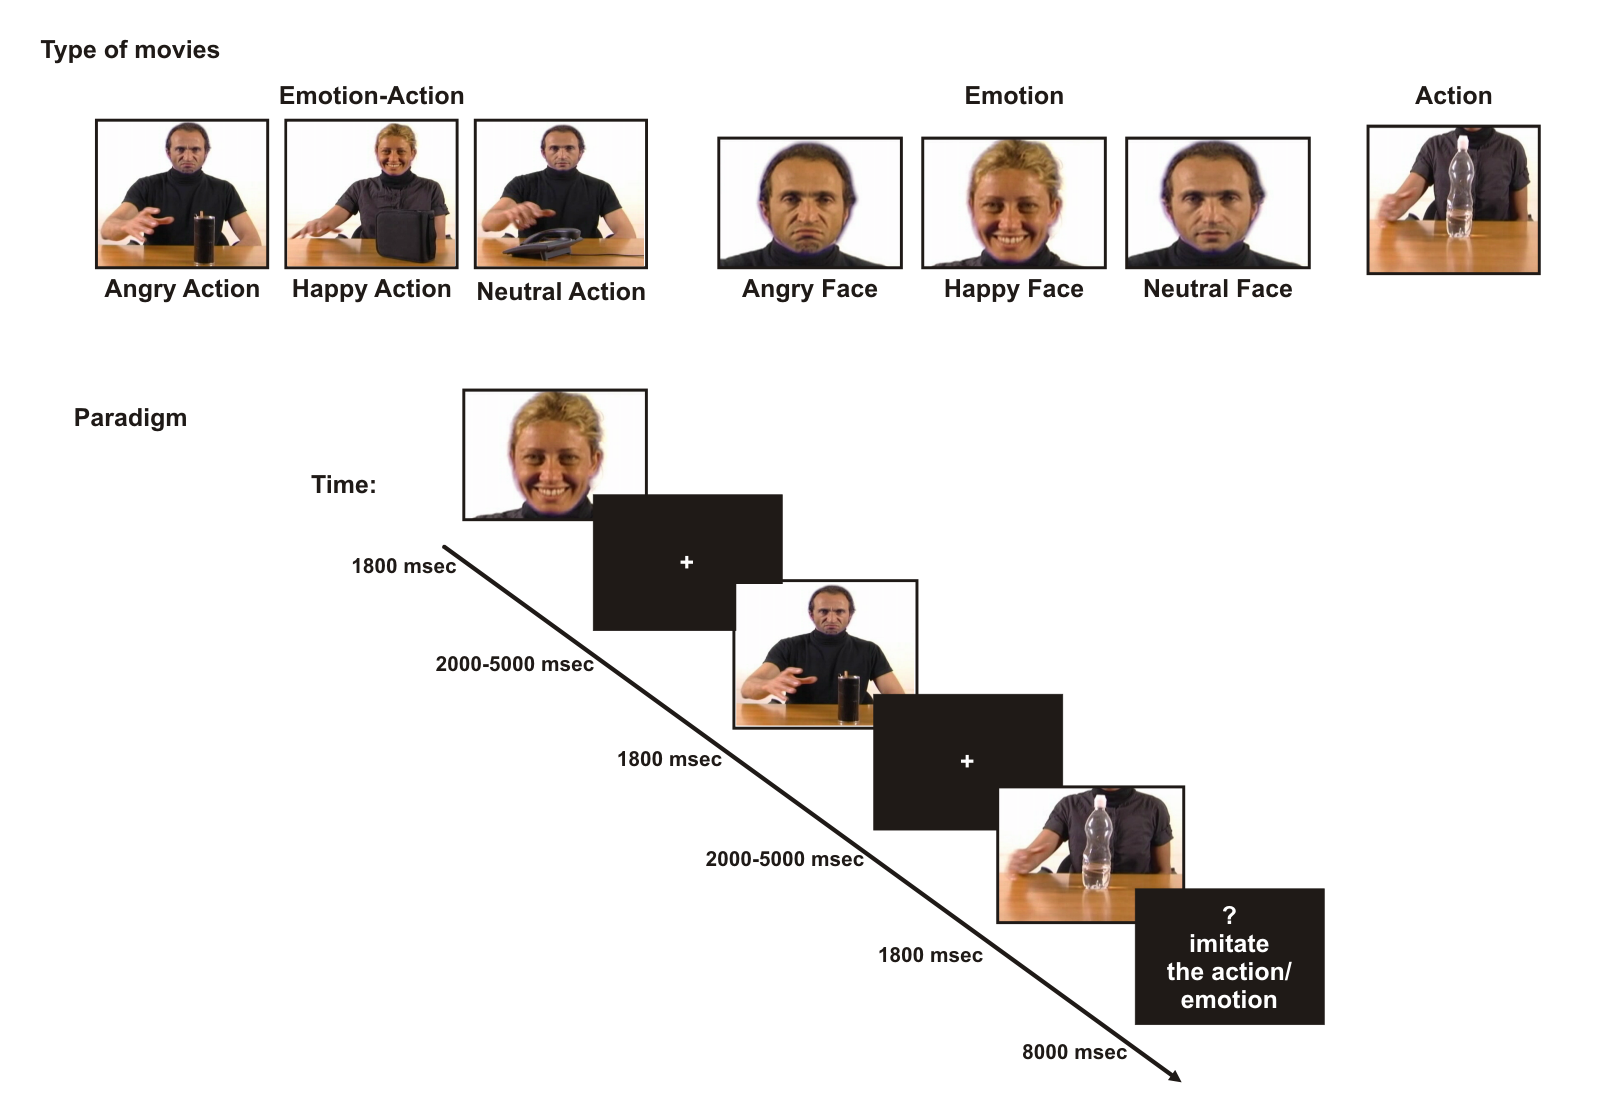 Type of movies
Emotion-Action
Emotion
Action
Angry Action
Happy Action
Neutral Action
Angry Face
Happy Face
Neutral Face
Paradigm
Time:
1800 msec
+
2000-5000 msec
1800 msec
+
2000-5000 msec
1800 msec
?
imitate
the action/
emotion
8000 msec